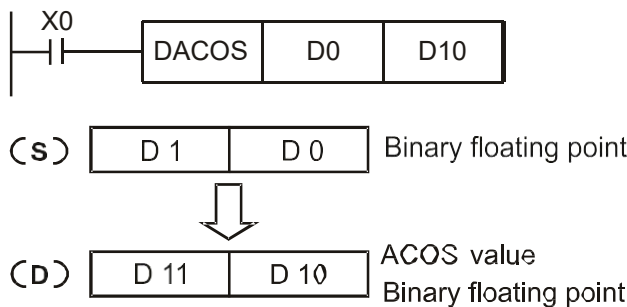 X0
DACOS D0 D10
(S) D 1 D 0 Binary floating point
(D) D 11 D 10 ACOS value
Binary floating point